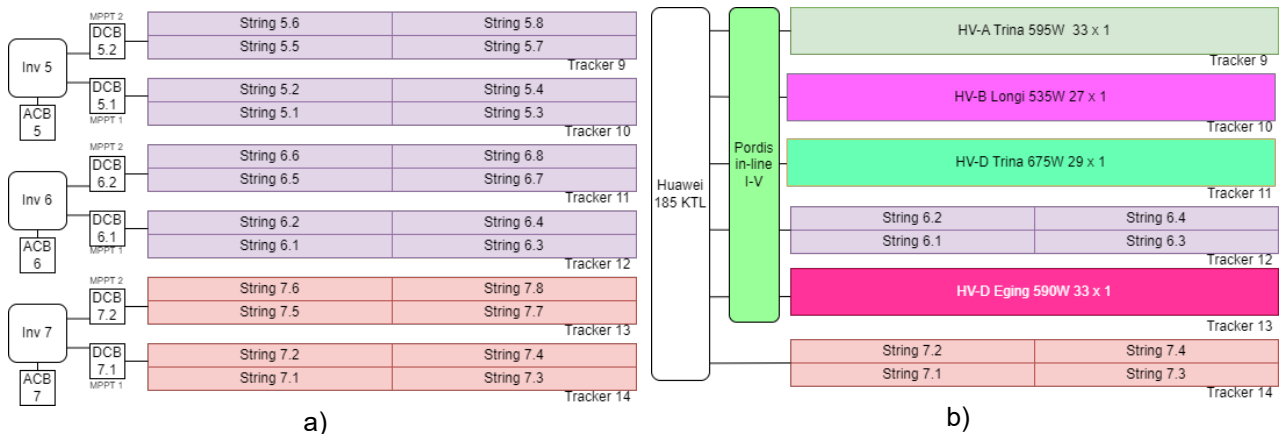 MPPT 2
DCB
5.2
String 5.6
String 5.8
String 5.5
String 5.7
Tracker 9
Inv 5
DCB
5.1
MPPT 1
String 5.2
String 5.4
String 5.1
String 5.3
Tracker 10
ACB
5
MPPT 2
DCB
6.2
String 6.6
String 6.8
String 6.5
String 6.7
Tracker 11
Inv 6
DCB
6.1
MPPT 1
String 6.2
String 6.4
String 6.1
String 6.3
Tracker 12
ACB
6
MPPT 2
DCB
7.2
String 7.6
String 7.8
String 7.5
String 7.7
Tracker 13
Inv 7
DCB
7.1
MPPT 1
String 7.2
String 7.4
String 7.1
String 7.3
Tracker 14
ACB
7
a)
Huawei
185 KTL
Pordis
in-line
I-V
HV-A Trina 595W 33 x 1
Tracker 9
HV-B Longi 535W 27 x 1
Tracker 10
HV-D Trina 675W 29 x 1
Tracker 11
String 6.2
String 6.4
String 6.1
String 6.3
Tracker 12
HV-D Eging 590W 33 x 1
Tracker 13
String 7.2
String 7.4
String 7.1
String 7.3
Tracker 14
b)